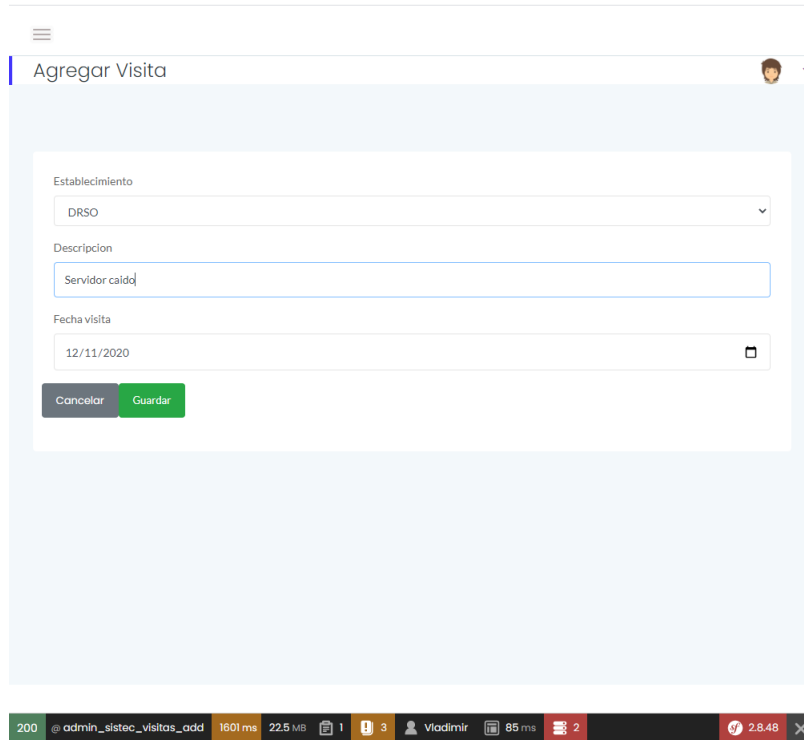 Agregar Visita
Establecimiento
DRSO
Descripcion
Servidor caido
Fecha visita
12/11/2020
Cancelar Guardar
200 @ admin_sistec_visitas_add 1601 ms 22.5 MB 1 3 Vladimir 85 ms 2 sf 2.8.48